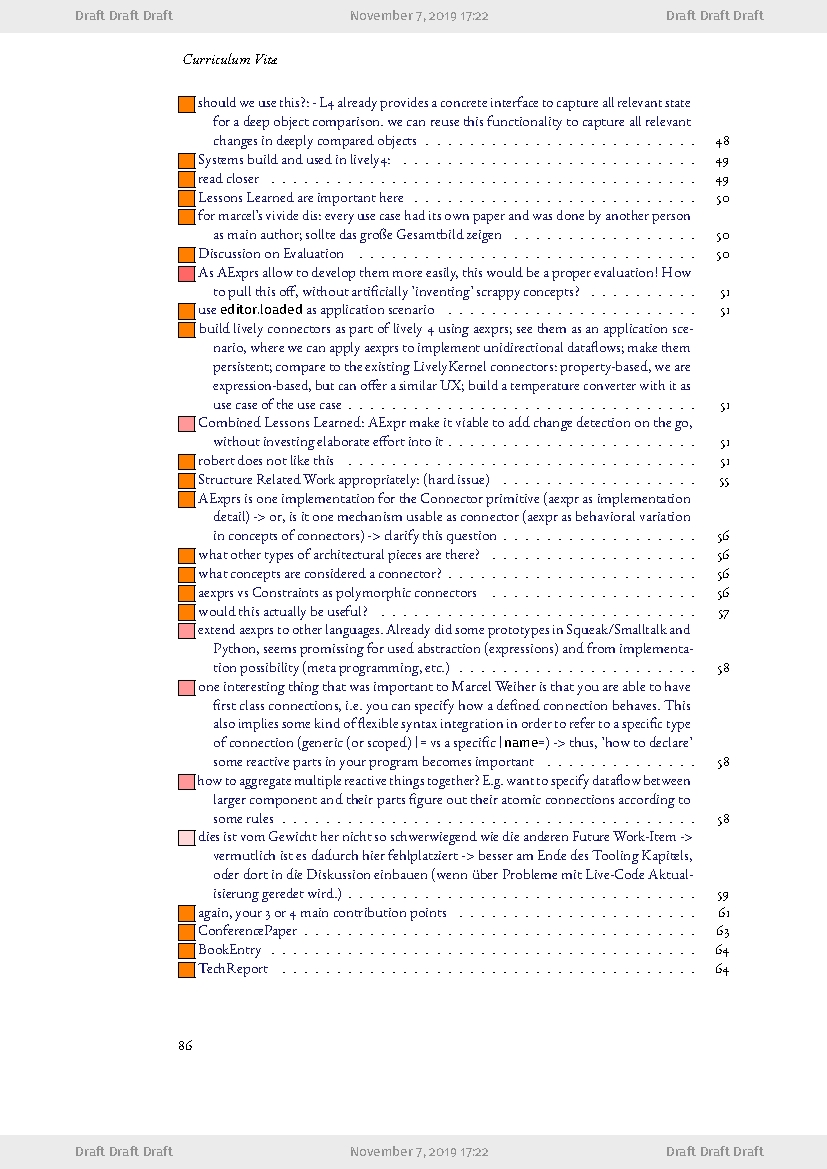 Draft Draft Draft November 7, 2019 17:22 Draft Draft Draft
Curriculum Vitæ
should we use this?: - L4 already provides a concrete interface to capture all relevant state
for a deep object comparison. we can reuse this functionality to capture all relevant
changes in deeply compared objects . . . . . . . . . . . . . . . . . . . . . . . . . 48
Systems build and used in lively4: . . . . . . . . . . . . . . . . . . . . . . . . . . . 49
read closer . . . . . . . . . . . . . . . . . . . . . . . . . . . . . . . . . . . . . . . 49
Lessons Learned are important here . . . . . . . . . . . . . . . . . . . . . . . . . . 50
for marcel's vivide dis: every use case had its own paper and was done by another person
as main author; sollte das große Gesamtbild zeigen . . . . . . . . . . . . . . . . . 50
Discussion on Evaluation . . . . . . . . . . . . . . . . . . . . . . . . . . . . . . . 50
As AExprs allow to develop them more easily, this would be a proper evaluation! How
to pull this off, without artificially 'inventing' scrappy concepts? . . . . . . . . . . 51
use editor.loaded as application scenario . . . . . . . . . . . . . . . . . . . . . . . 51
build lively connectors as part of lively 4 using aexprs; see them as an application sce-
nario, where we can apply aexprs to implement unidirectional dataflows; make them
persistent; compare to the existing LivelyKernel connectors: property-based, we are
expression-based, but can offer a similar UX; build a temperature converter with it as
use case of the use case . . . . . . . . . . . . . . . . . . . . . . . . . . . . . . . . 51
Combined Lessons Learned: AExpr make it viable to add change detection on the go,
without investing elaborate effort into it . . . . . . . . . . . . . . . . . . . . . . . 51
robert does not like this . . . . . . . . . . . . . . . . . . . . . . . . . . . . . . . . 51
Structure Related Work appropriately: (hard issue) . . . . . . . . . . . . . . . . . . 55
AExprs is one implementation for the Connector primitive (aexpr as implementation
detail) -> or, is it one mechanism usable as connector (aexpr as behavioral variation
in concepts of connectors) -> clarify this question . . . . . . . . . . . . . . . . . . 56
what other types of architectural pieces are there? . . . . . . . . . . . . . . . . . . . 56
what concepts are considered a connector? . . . . . . . . . . . . . . . . . . . . . . . 56
aexprs vs Constraints as polymorphic connectors . . . . . . . . . . . . . . . . . . . 56
would this actually be useful? . . . . . . . . . . . . . . . . . . . . . . . . . . . . . 57
extend aexprs to other languages. Already did some prototypes in Squeak/Smalltalk and
Python, seems promissing for used abstraction (expressions) and from implementa-
tion possibility (meta programming, etc.) . . . . . . . . . . . . . . . . . . . . . . 58
one interesting thing that was important to Marcel Weiher is that you are able to have
first class connections, i.e. you can specify how a defined connection behaves. This
also implies some kind of flexible syntax integration in order to refer to a specific type
of connection (generic (or scoped) |= vs a specific |name=) -> thus, 'how to declare'
some reactive parts in your program becomes important . . . . . . . . . . . . . . 58
how to aggregate multiple reactive things together? E.g. want to specify dataflow between
larger component and their parts figure out their atomic connections according to
some rules . . . . . . . . . . . . . . . . . . . . . . . . . . . . . . . . . . . . . . 58
dies ist vom Gewicht her nicht so schwerwiegend wie die anderen Future Work-Item ->
vermutlich ist es dadurch hier fehlplatziert -> besser am Ende des Tooling Kapitels,
oder dort in die Diskussion einbauen (wenn über Probleme mit Live-Code Aktual-
isierung geredet wird.) . . . . . . . . . . . . . . . . . . . . . . . . . . . . . . . . 59
again, your 3 or 4 main contribution points . . . . . . . . . . . . . . . . . . . . . . 61
ConferencePaper . . . . . . . . . . . . . . . . . . . . . . . . . . . . . . . . . . . . 63
BookEntry . . . . . . . . . . . . . . . . . . . . . . . . . . . . . . . . . . . . . . . 64
TechReport . . . . . . . . . . . . . . . . . . . . . . . . . . . . . . . . . . . . . . 64
86
Draft Draft Draft November 7, 2019 17:22 Draft Draft Draft